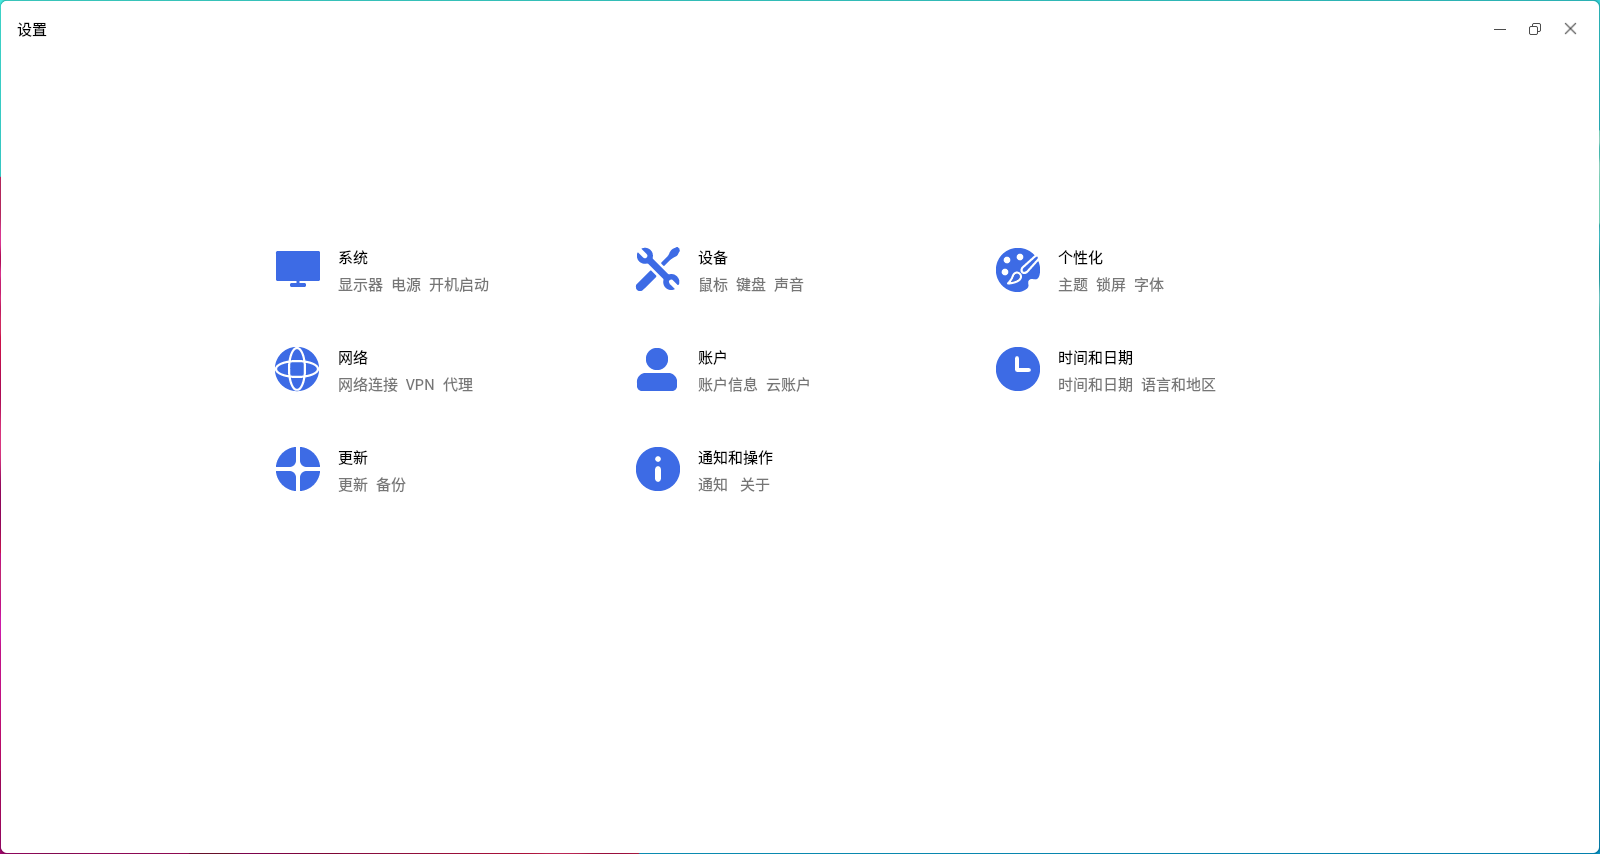 设置
系统
显示器 电源 开机启动
设备
鼠标 键盘 声音
个性化
主题 锁屏 字体
网络
网络连接 VPN 代理
账户
账户信息 云账户
时间和日期
时间和日期 语言和地区
更新
更新 备份
通知和操作
通知 关于